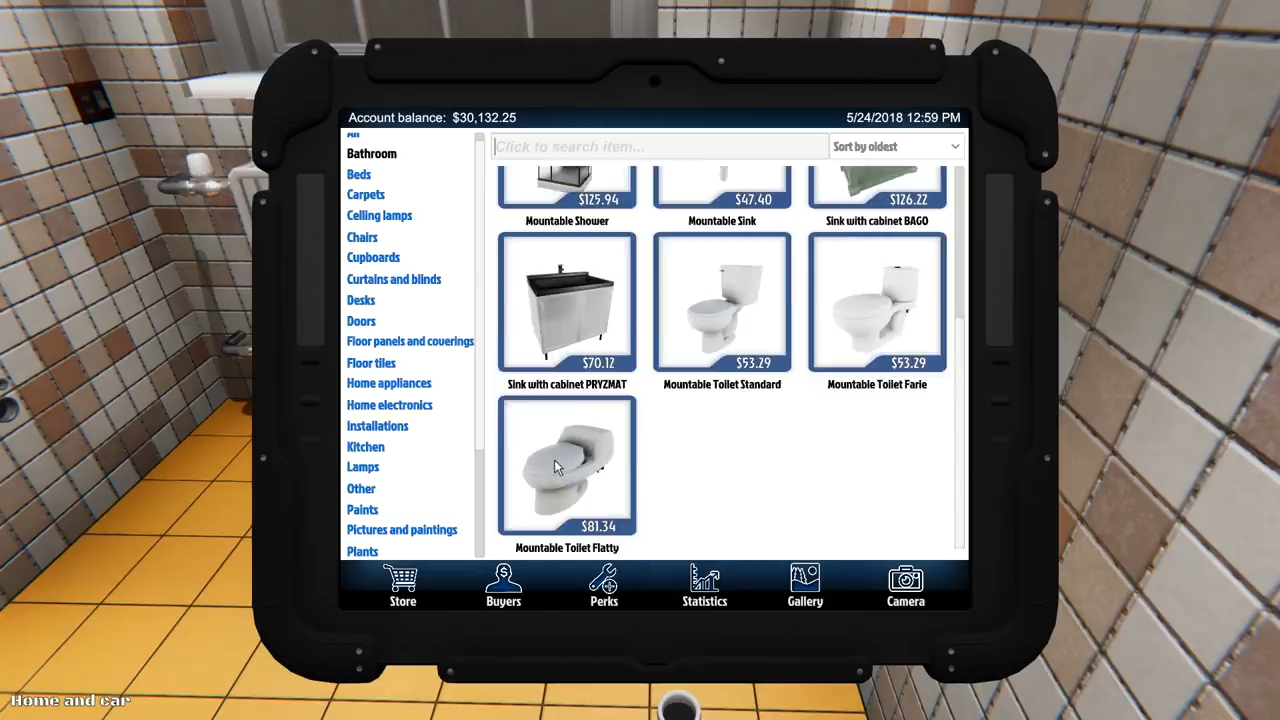 Account balance: $30,132.25
5/24/2018 12:59 PM
All
Bathroom
Beds
Carpets
Ceiling lamps
Chairs
Cupboards
Curtains and blinds
Desks
Doors
Floor panels and coverings
Floor tiles
Home appliances
Home electronics
Installations
Kitchen
Lamps
Other
Paints
Pictures and paintings
Plants
Click to search item...
Sort by oldest
$125.94
$47.40
$126.22
Mountable Shower
Mountable Sink
Sink with cabinet BAGO
$70.12
$53.29
$53.29
Sink with cabinet PRYZMAT
Mountable Toilet Standard
Mountable Toilet Farie
$81.34
Mountable Toilet Flatty
Store
Buyers
Perks
Statistics
Gallery
Camera
Home and car